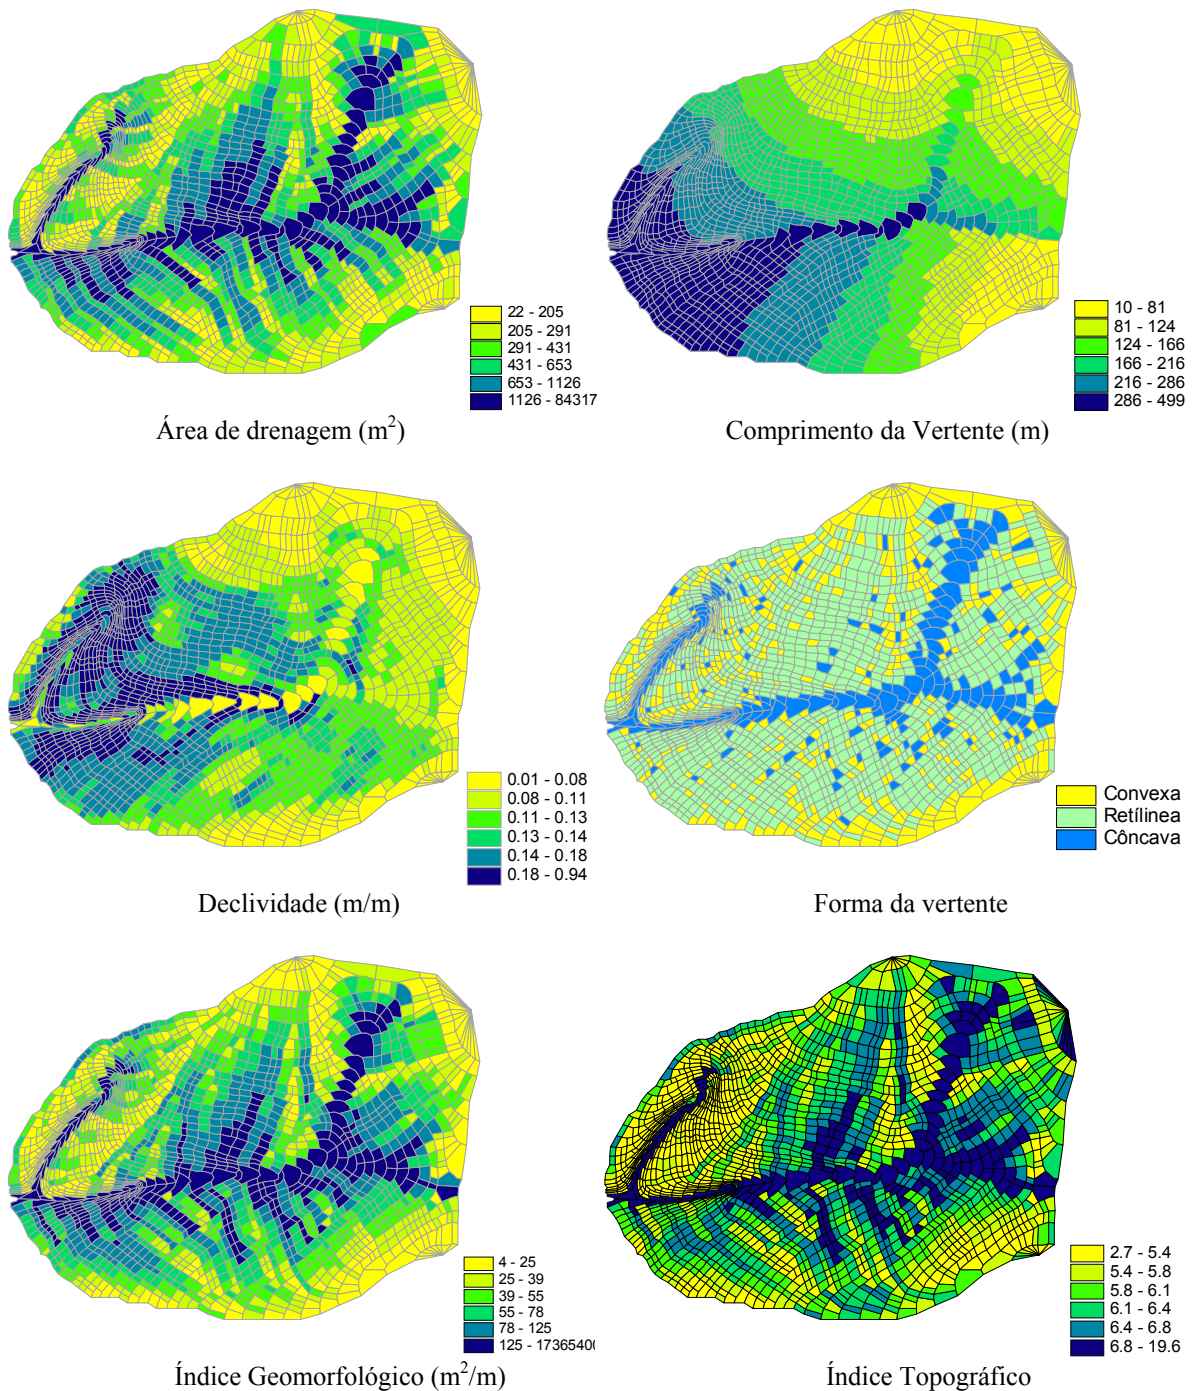 22 - 205
205 - 291
291 - 431
431 - 653
653 - 1126
1126 - 84317
Área de drenagem (m²)
10 - 81
81 - 124
124 - 166
166 - 216
216 - 286
286 - 499
Comprimento da Vertente (m)
0.01 - 0.08
0.08 - 0.11
0.11 - 0.13
0.13 - 0.14
0.14 - 0.18
0.18 - 0.94
Declividade (m/m)
Convexa
Retílinea
Côncava
Forma da vertente
4 - 25
25 - 39
39 - 55
55 - 78
78 - 125
125 - 1736540
Índice Geomorfológico (m²/m)
2.7 - 5.4
5.4 - 5.8
5.8 - 6.1
6.1 - 6.4
6.4 - 6.8
6.8 - 19.6
Índice Topográfico